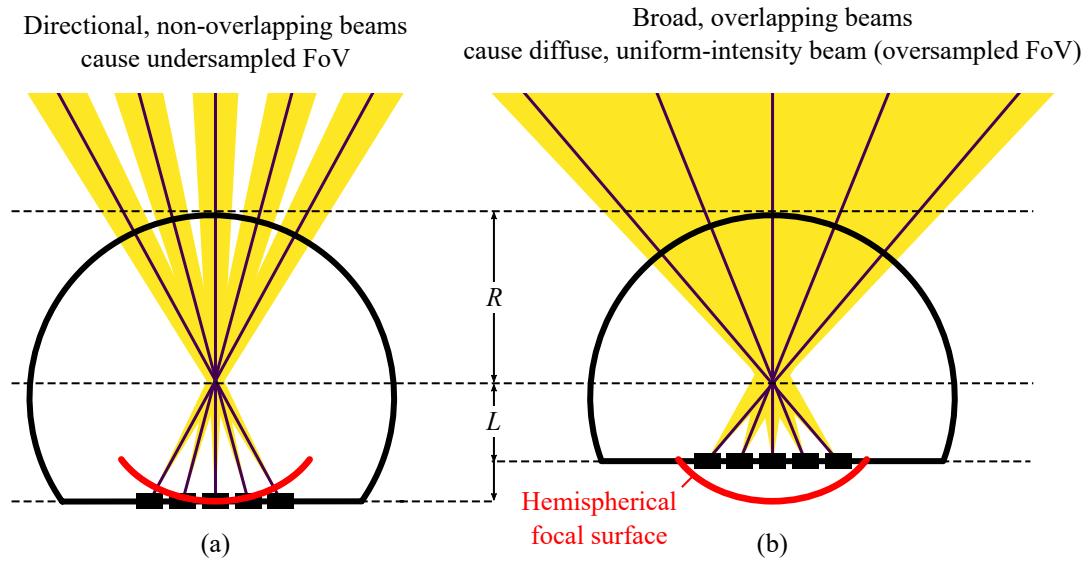 Directional, non-overlapping beams
cause undersampled FoV
Broad, overlapping beams
cause diffuse, uniform-intensity beam (oversampled FoV)
R
L
Hemispherical
focal surface
(a)
(b)